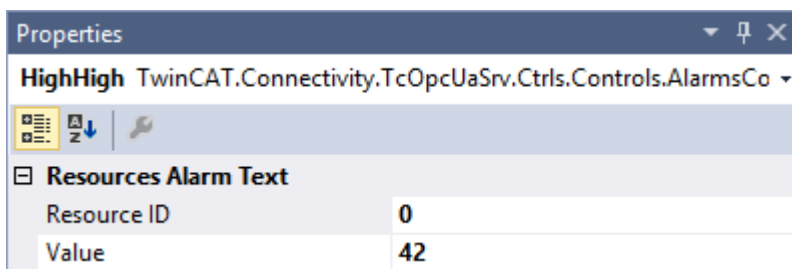 Properties
HighHigh TwinCAT.Connectivity.TcOpcUaSrv.Ctrls.Controls.AlarmsCo
Resources Alarm Text
Resource ID 0
Value 42